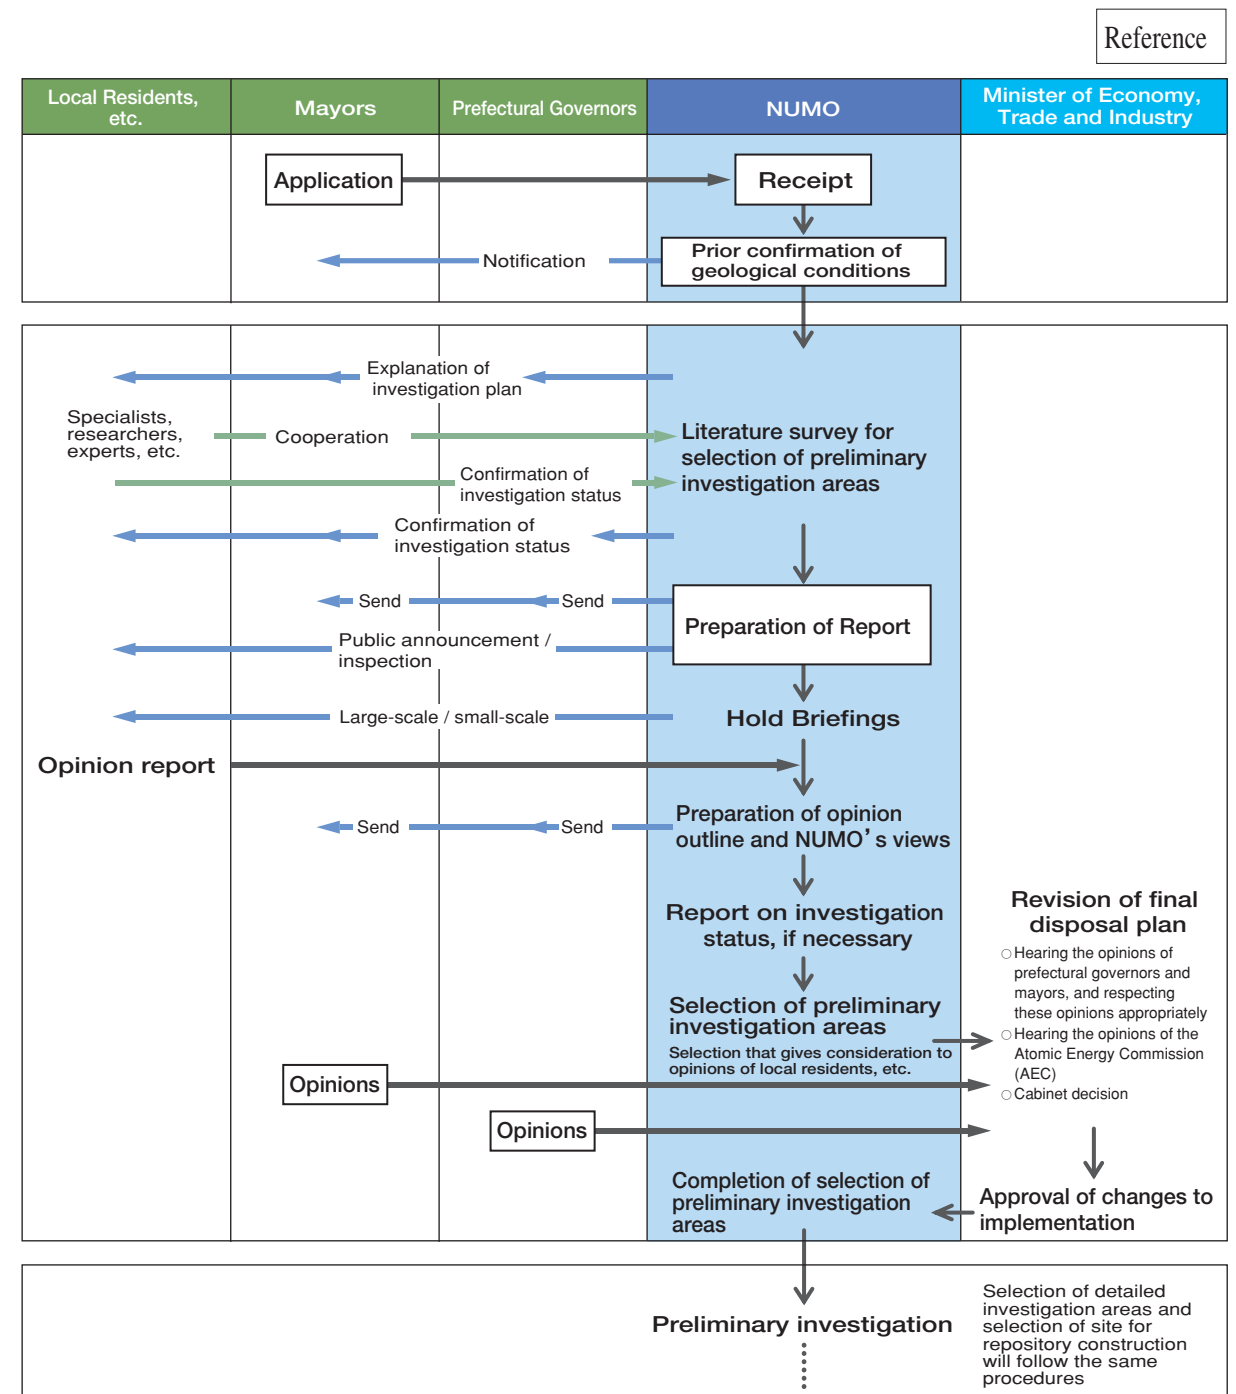 Reference
Local Residents,
etc.
Mayors
Prefectural Governors
NUMO
Minister of Economy,
Trade and Industry
Application
Receipt
Prior confirmation of
geological conditions
Notification
Explanation of
investigation plan
Specialists,
researchers,
experts, etc.
Cooperation
Literature survey for
selection of preliminary
investigation areas
Confirmation of
investigation status
Confirmation of
investigation status
Send
Send
Preparation of Report
Public announcement /
inspection
Large-scale / small-scale
Hold Briefings
Opinion report
Preparation of opinion
outline and NUMO's views
Send
Send
Report on investigation
status, if necessary
Selection of preliminary
investigation areas
Selection that gives consideration to
opinions of local residents, etc.
Revision of final
disposal plan
○ Hearing the opinions of
prefectural governors and
mayors, and respecting
these opinions appropriately
○ Hearing the opinions of the
Atomic Energy Commission
(AEC)
○ Cabinet decision
Opinions
Opinions
Completion of selection of
preliminary investigation
areas
Approval of changes to
implementation
Preliminary investigation
Selection of detailed
investigation areas and
selection of site for
repository construction
will follow the same
procedures